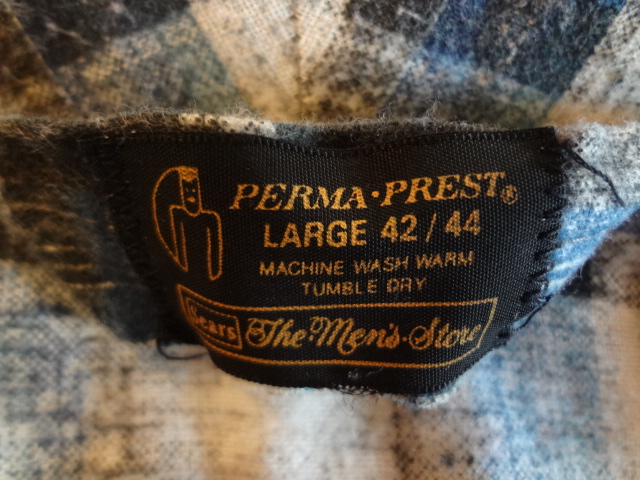 PERMA·PREST®
LARGE 42 / 44
MACHINE WASH WARM
TUMBLE DRY
Sears The·Men's·Store